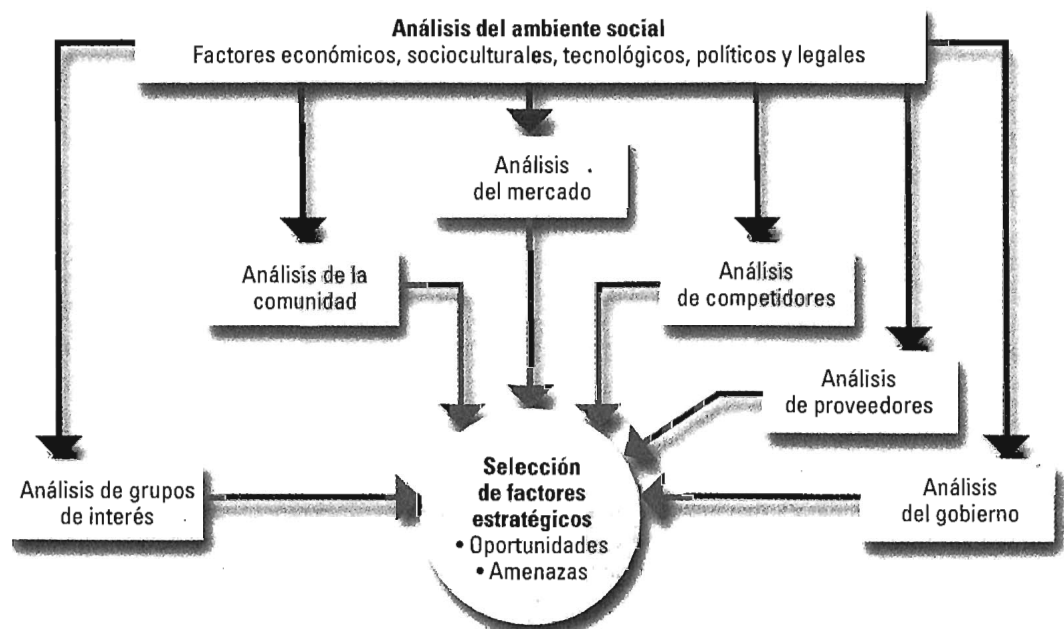 Análisis del ambiente social
Factores económicos, socioculturales, tecnológicos, políticos y legales
Análisis
del mercado
Análisis de la
comunidad
Análisis
de competidores
Análisis
de proveedores
Análisis de grupos
de interés
Selección
de factores
estratégicos
• Oportunidades
• Amenazas
Análisis
del gobierno